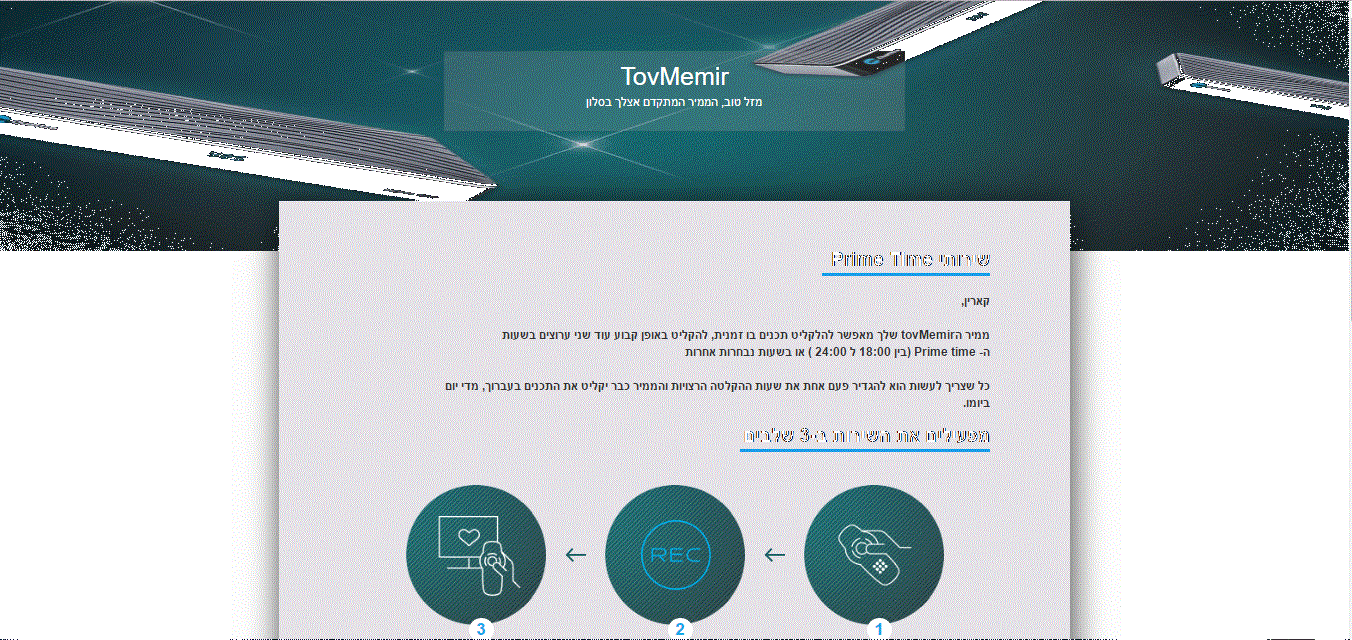 TovMemir
מזל טוב, הממיר המתקדם אצלך בסלון
שירותי Prime Time
קארין,
ממיר הtovMemir שלך מאפשר להלקליט תכנים בו זמנית, להקליט באופן קבוע עוד שני ערוצים בשעות
ה- Prime time (בין 18:00 ל 24:00 ) או בשעות נבחרות אחרות
כל שצריך לעשות הוא להגדיר פעם אחת את שעות ההקלטה הרצויות והממיר כבר יקליט את התכנים בעברוך, מדי יום
ביומו.
מפעילים את השירות ב-3 שלבים
REC
1
2
3